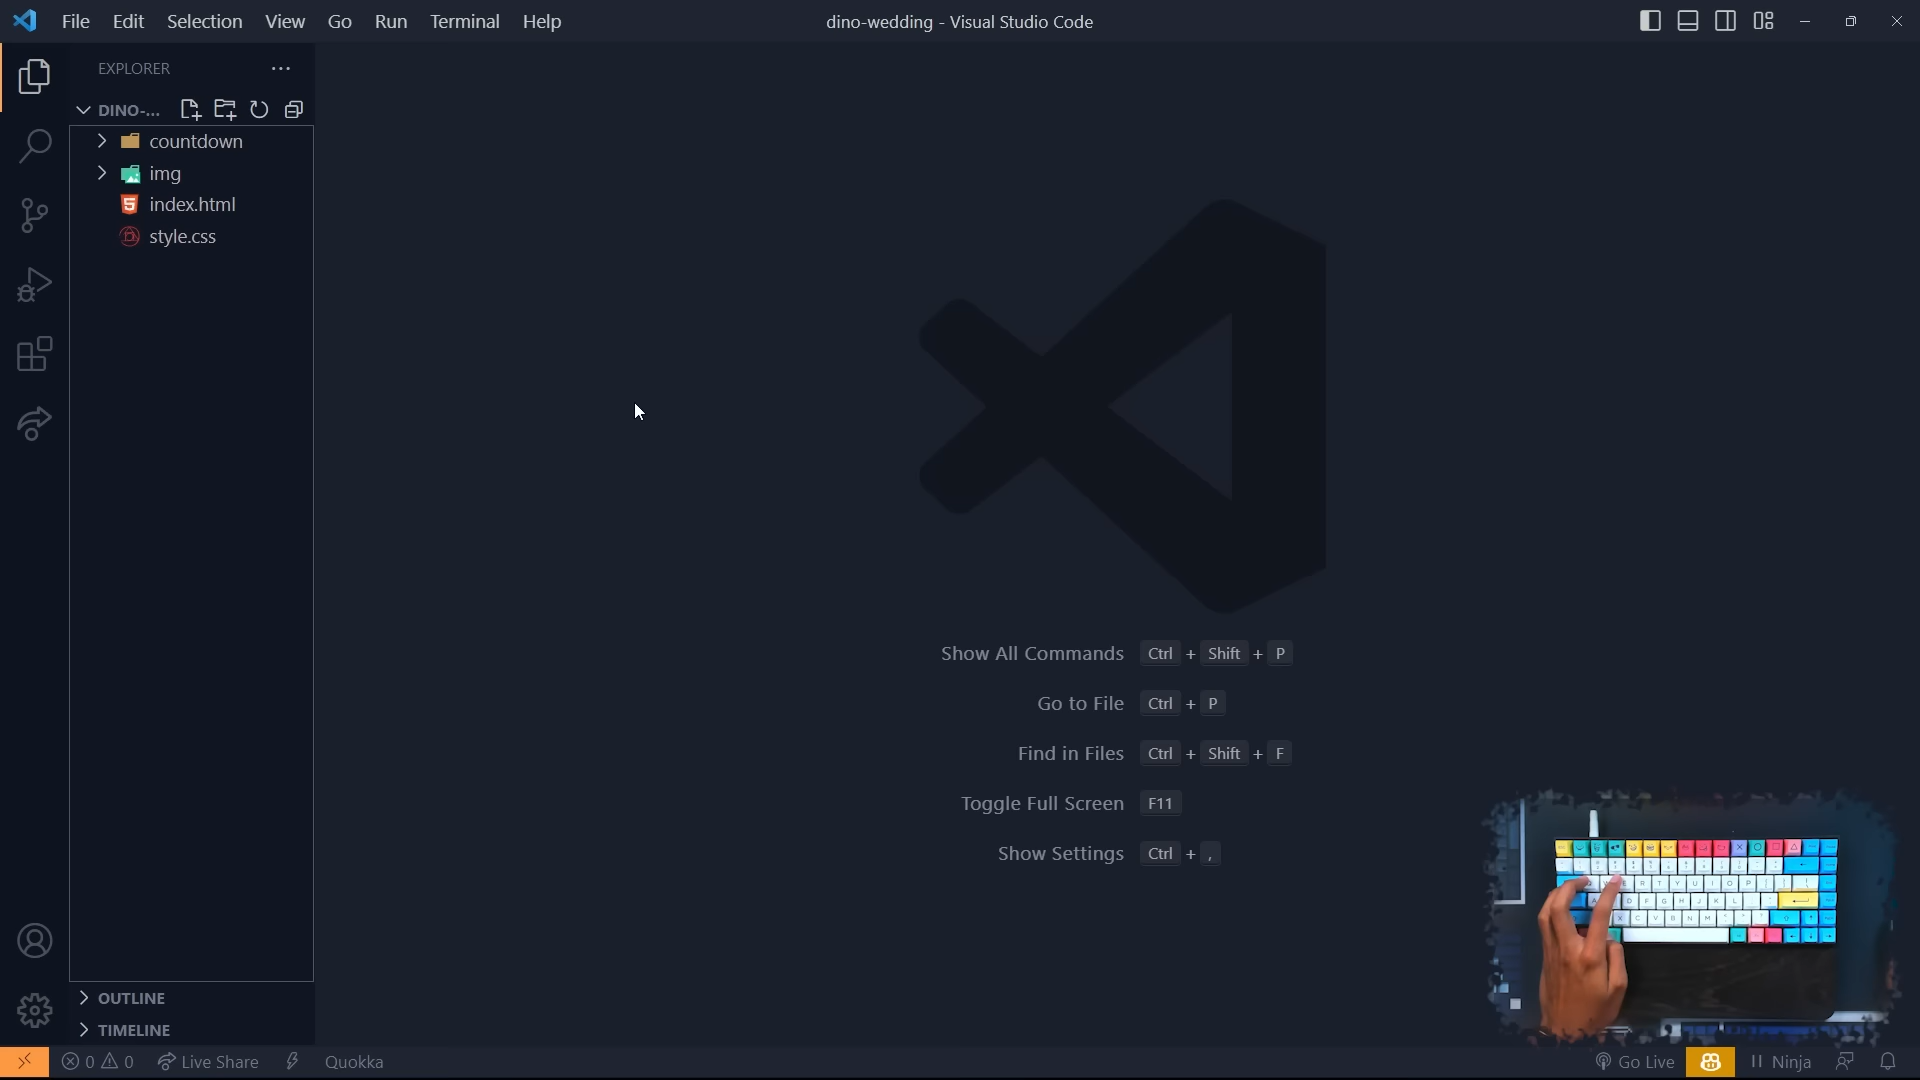 File Edit Selection View Go Run Terminal Help
dino-wedding - Visual Studio Code
EXPLORER
DINO-...
countdown
img
index.html
style.css
Show All Commands Ctrl + Shift + P
Go to File Ctrl + P
Find in Files Ctrl + Shift + F
Toggle Full Screen F11
Show Settings Ctrl + ,
OUTLINE
TIMELINE
0 0 Live Share Quokka
Go Live Ninja